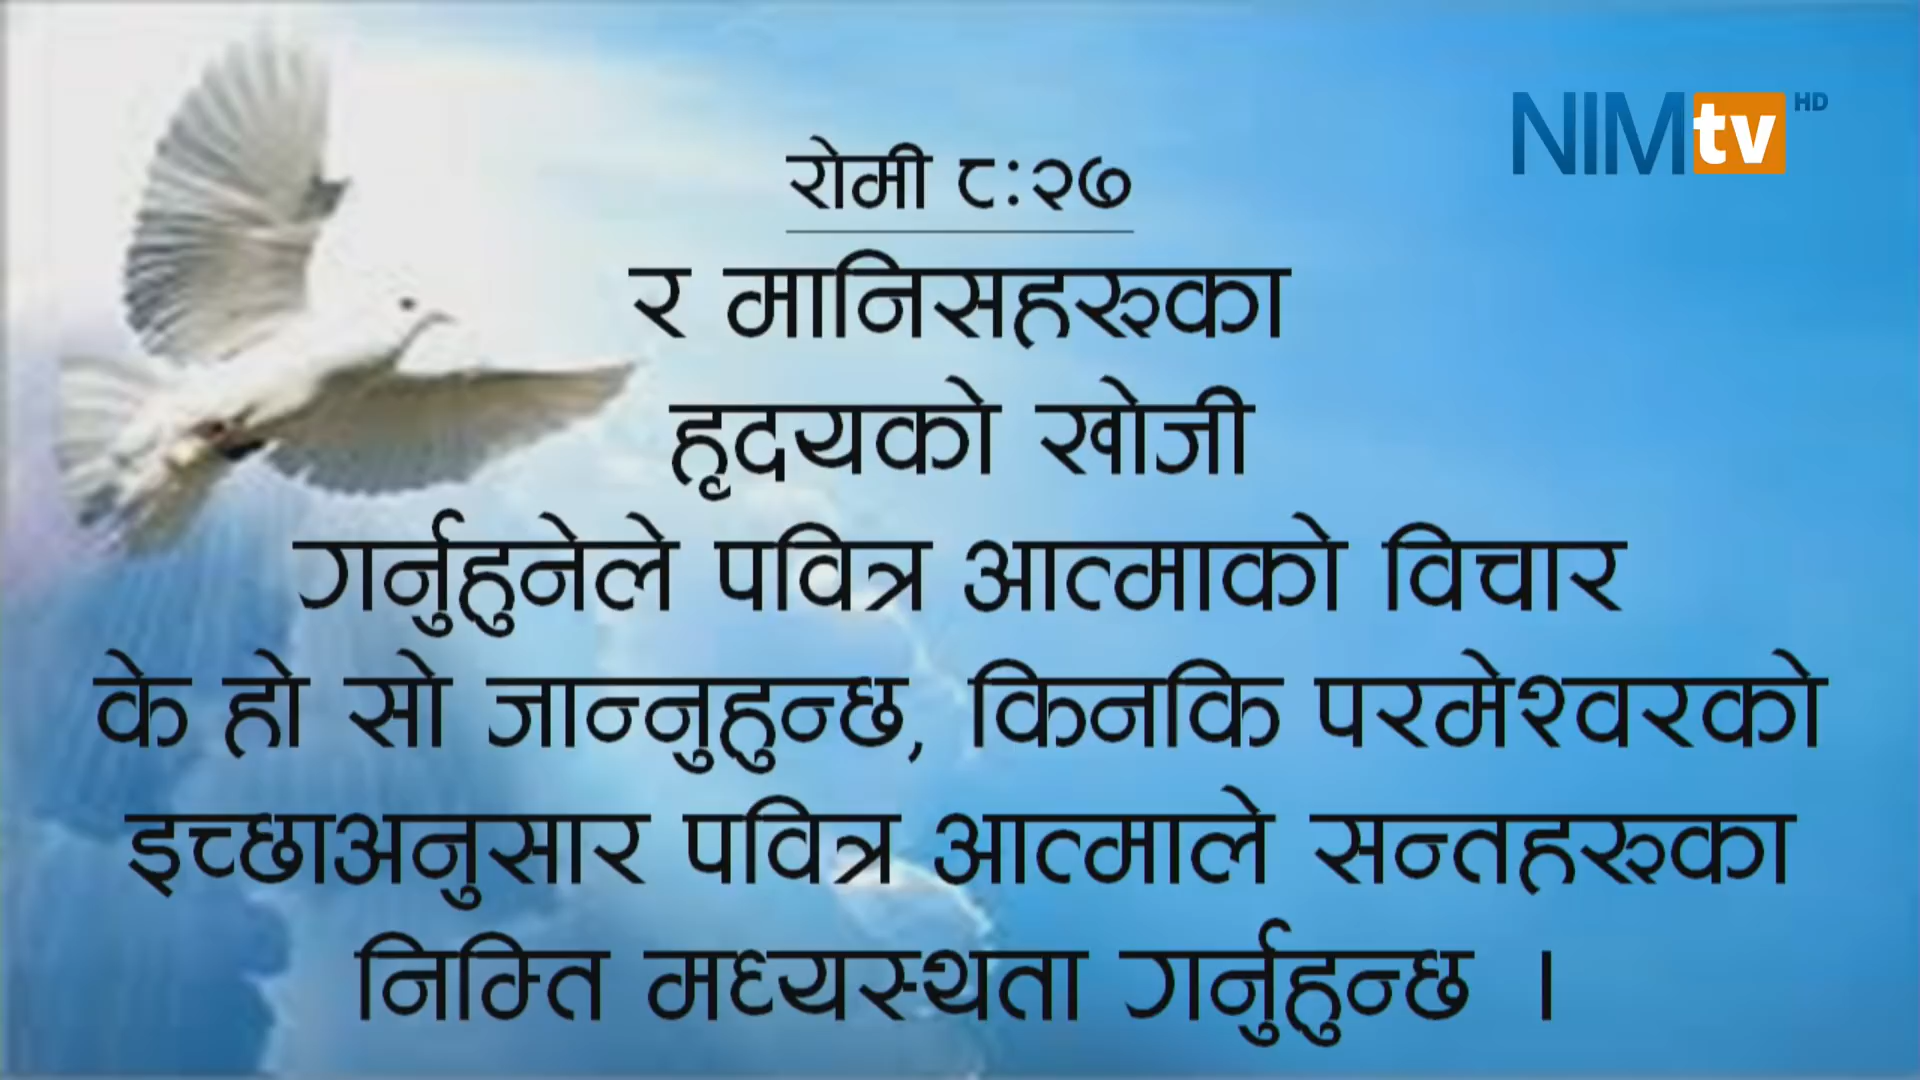 NIMtv HD
रोमी ८:२७
र मानिसहरुका
हृदयको खोजी
गर्नुहुनेले पवित्र आत्माको विचार
के हो सो जान्नुहुन्छ, किनकि परमेश्वरको
इच्छाअनुसार पवित्र आत्माले सन्तहरुका
निम्ति मध्यस्थता गर्नुहुन्छ ।